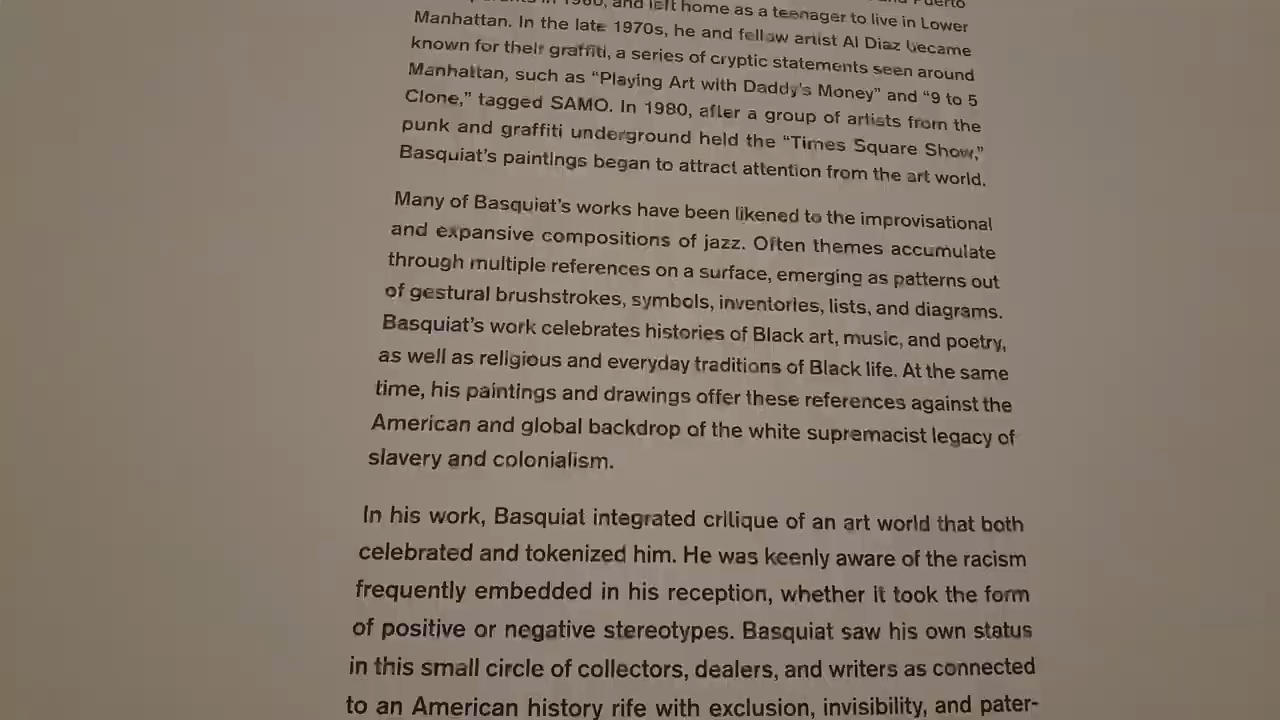 in 1960, and left home as a teenager to live in Lower
Manhattan. In the late 1970s, he and fellow artist Al Diaz became
known for their graffiti, a series of cryptic statements seen around
Manhattan, such as “Playing Art with Daddy’s Money” and “9 to 5
Clone,” tagged SAMO. In 1980, after a group of artists from the
punk and graffiti underground held the “Times Square Show,”
Basquiat’s paintings began to attract attention from the art world.
Many of Basquiat’s works have been likened to the improvisational
and expansive compositions of jazz. Often themes accumulate
through multiple references on a surface, emerging as patterns out
of gestural brushstrokes, symbols, inventories, lists, and diagrams.
Basquiat’s work celebrates histories of Black art, music, and poetry,
as well as religious and everyday traditions of Black life. At the same
time, his paintings and drawings offer these references against the
American and global backdrop of the white supremacist legacy of
slavery and colonialism.
In his work, Basquiat integrated critique of an art world that both
celebrated and tokenized him. He was keenly aware of the racism
frequently embedded in his reception, whether it took the form
of positive or negative stereotypes. Basquiat saw his own status
in this small circle of collectors, dealers, and writers as connected
to an American history rife with exclusion, invisibility, and pater-